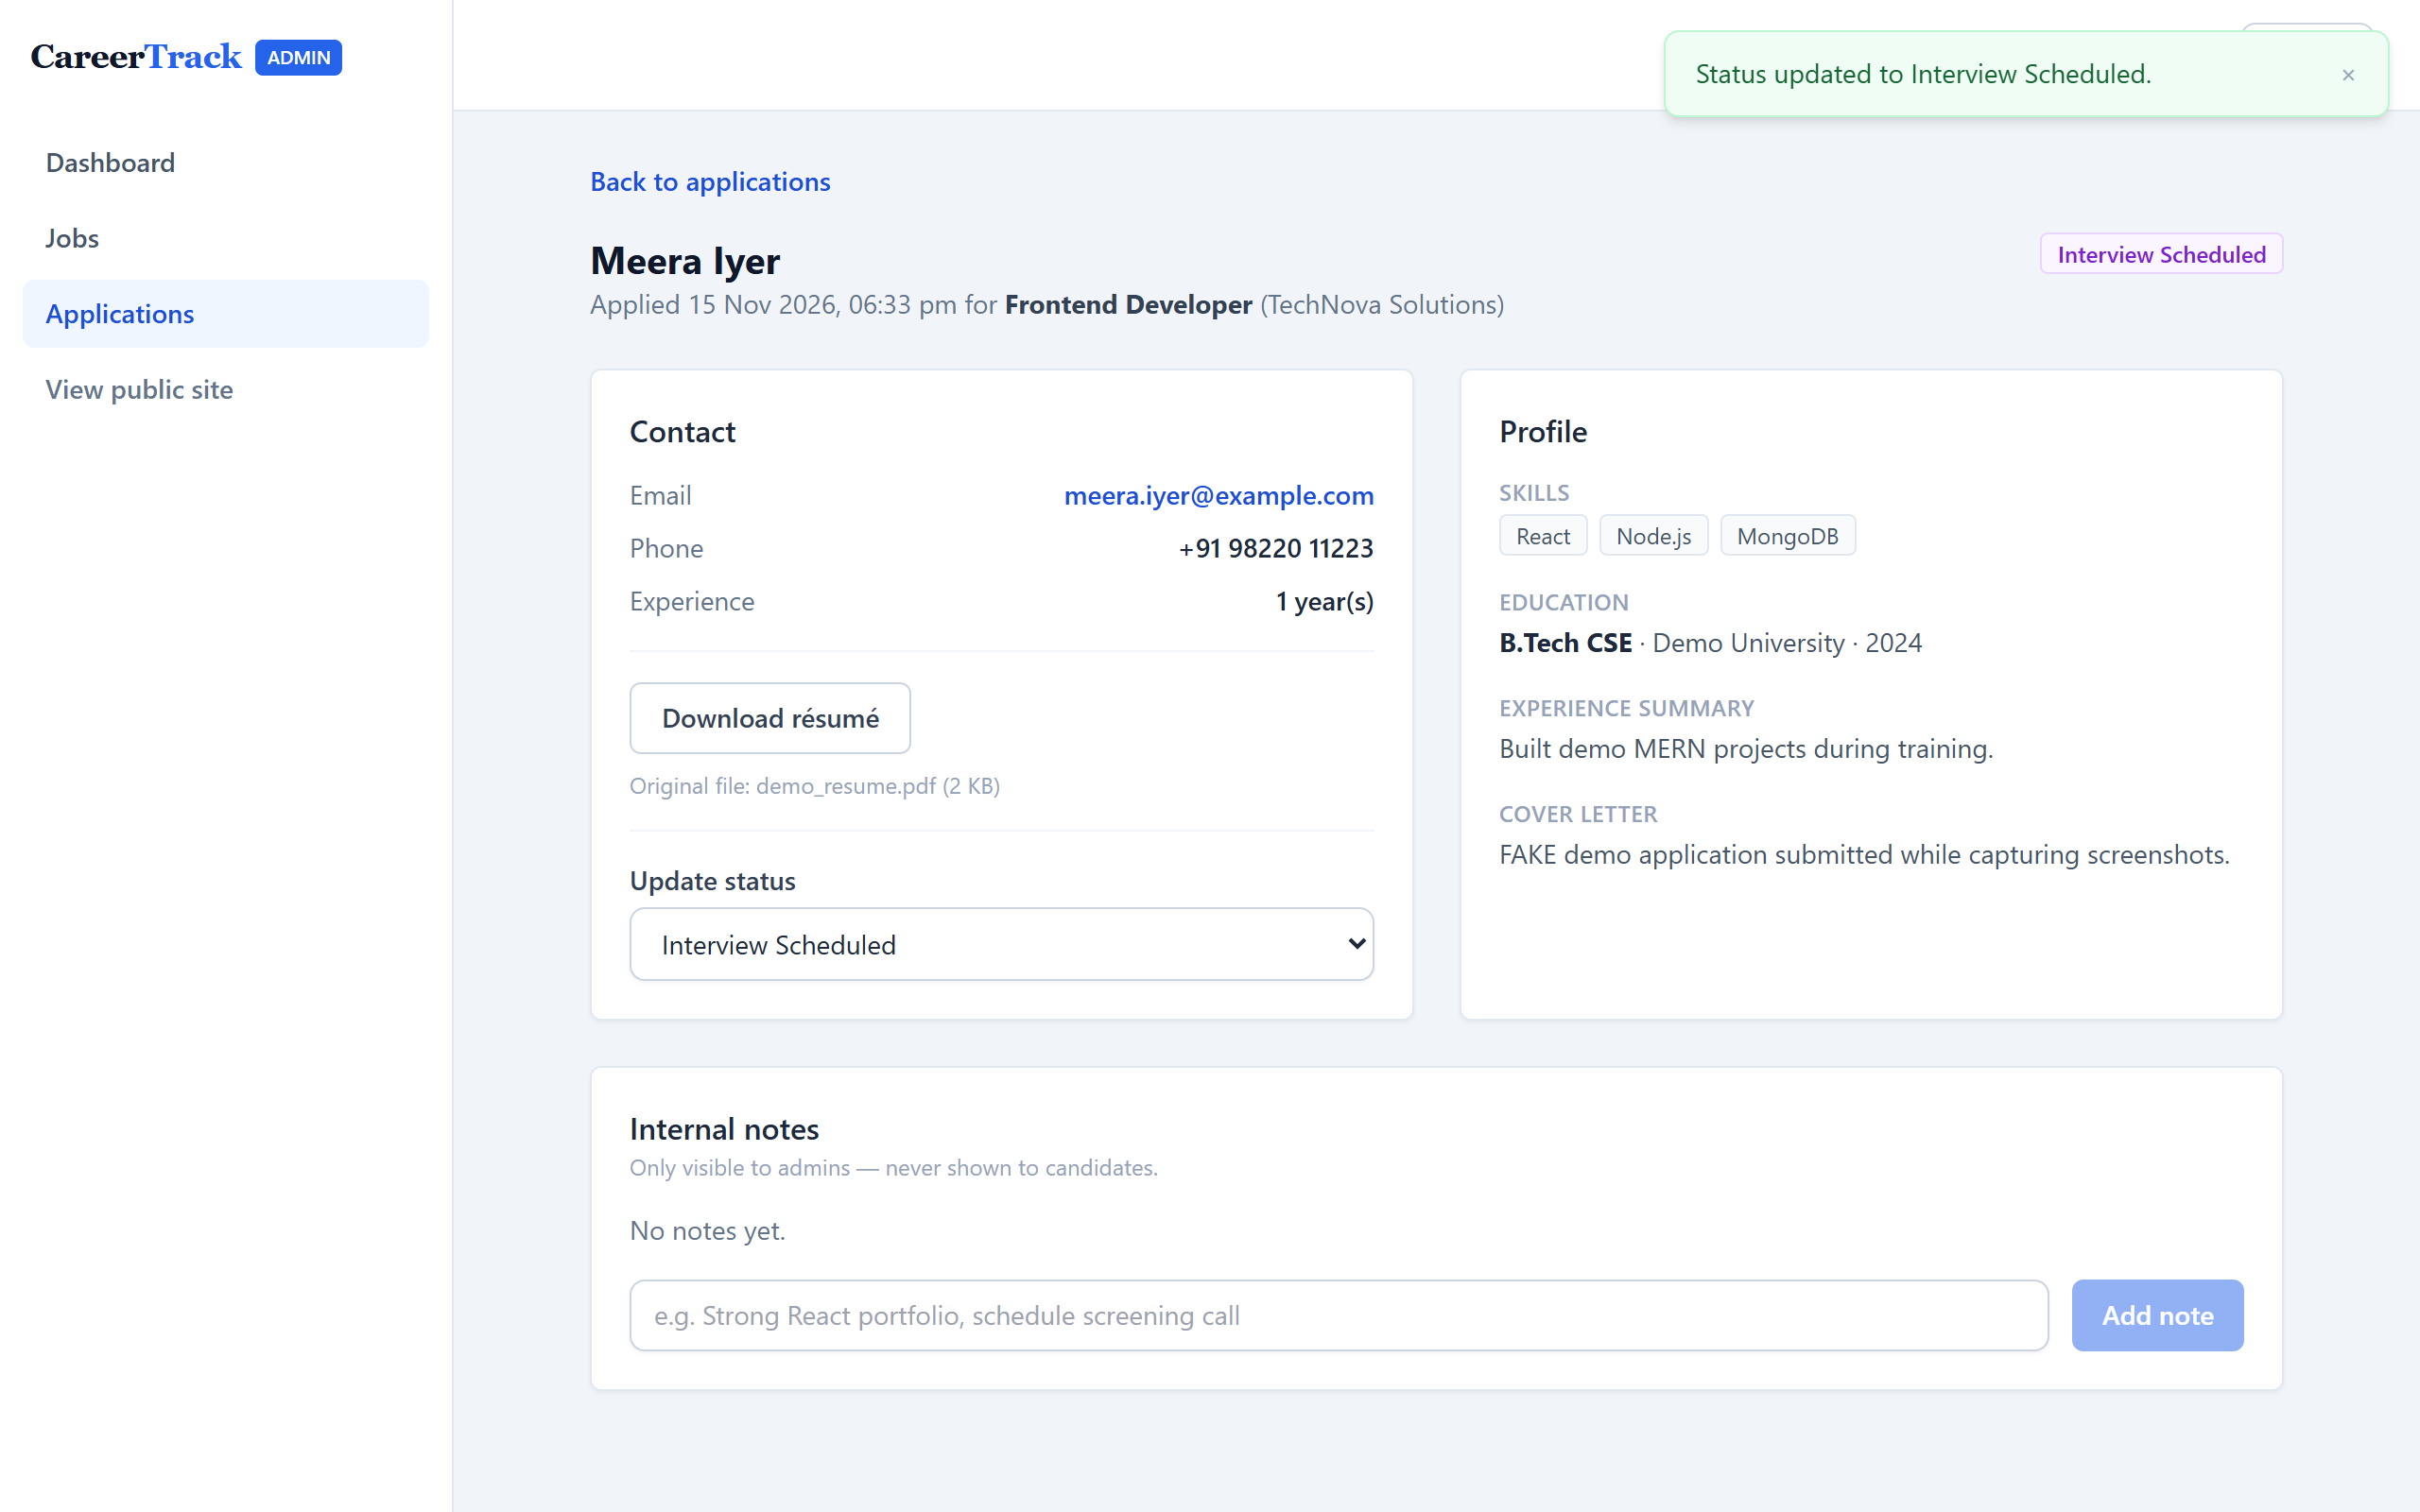 CareerTrack ADMIN
Status updated to Interview Scheduled. ×
Dashboard
Jobs
Applications
View public site
Back to applications
Meera Iyer
Interview Scheduled
Applied 15 Nov 2026, 06:33 pm for Frontend Developer (TechNova Solutions)
Contact
Email meera.iyer@example.com
Phone +91 98220 11223
Experience 1 year(s)
Download résumé
Original file: demo_resume.pdf (2 KB)
Update status
Interview Scheduled
Profile
SKILLS
React Node.js MongoDB
EDUCATION
B.Tech CSE · Demo University · 2024
EXPERIENCE SUMMARY
Built demo MERN projects during training.
COVER LETTER
FAKE demo application submitted while capturing screenshots.
Internal notes
Only visible to admins — never shown to candidates.
No notes yet.
e.g. Strong React portfolio, schedule screening call
Add note